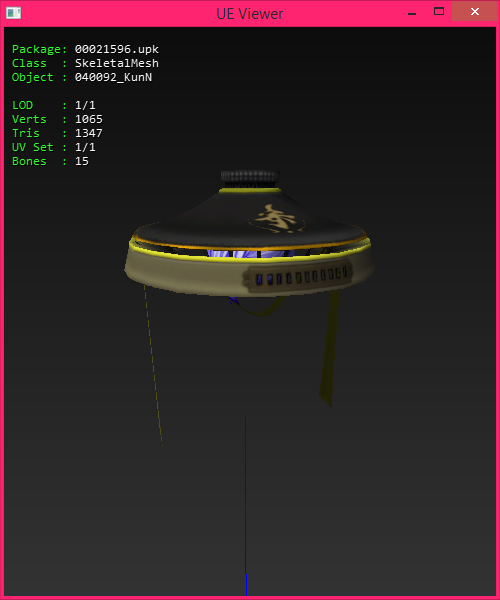 UE Viewer
Package: 00021596.upk
Class  : SkeletalMesh
Object : 040092_KunN
LOD    : 1/1
Verts  : 1065
Tris   : 1347
UV Set : 1/1
Bones  : 15